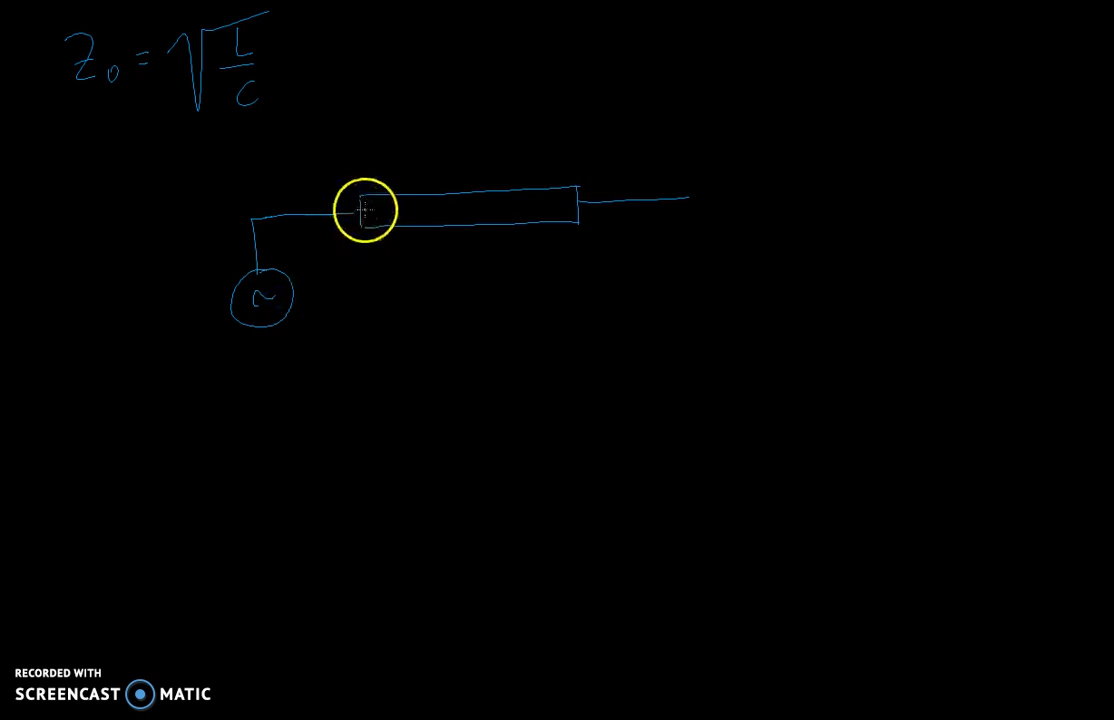 Z₀ = √(L/C)
~
RECORDED WITH
SCREENCAST MATIC